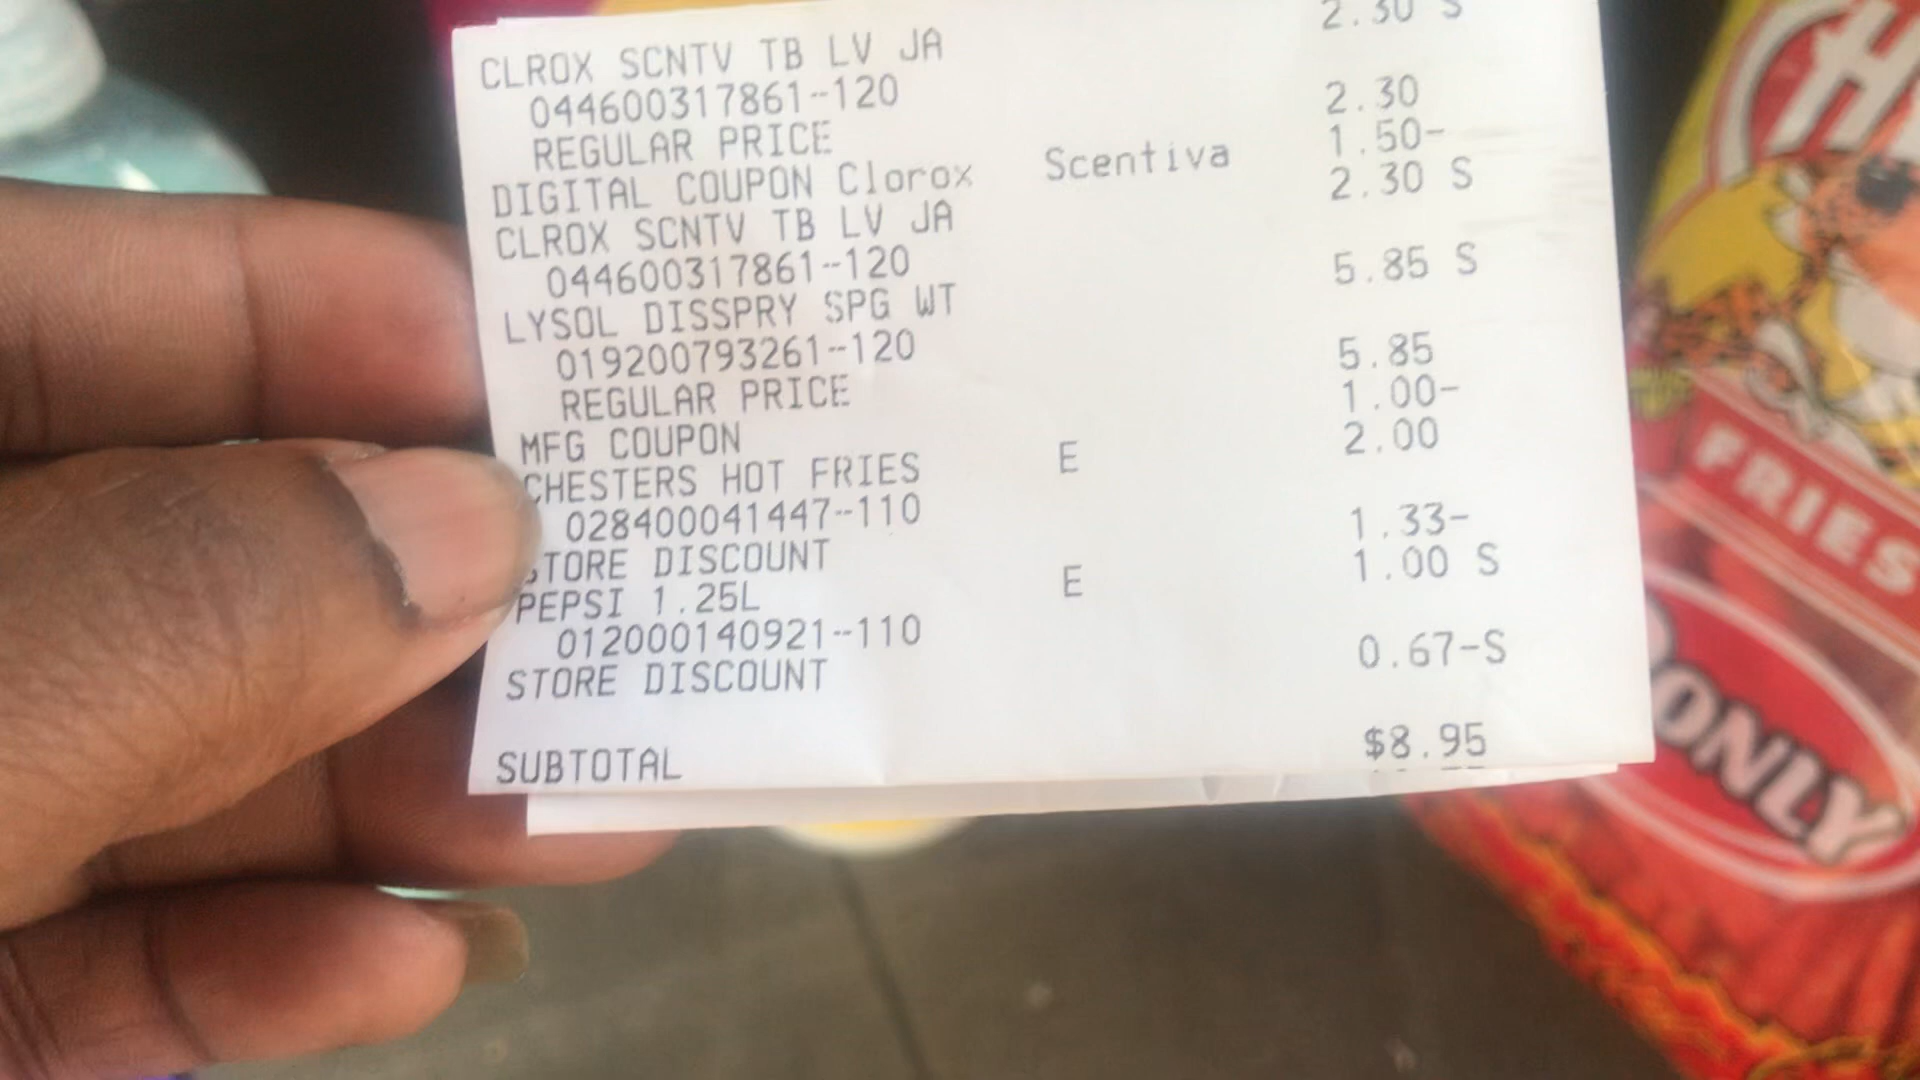 2.30 S
CLROX SCNTV TB LV JA
044600317861--120 2.30
REGULAR PRICE 1.50-
DIGITAL COUPON Clorox Scentiva 2.30 S
CLROX SCNTV TB LV JA
044600317861--120 5.85 S
LYSOL DISSPRY SPG WT
019200793261--120 5.85
REGULAR PRICE 1.00-
MFG COUPON 2.00
CHESTERS HOT FRIES E
028400041447--110 1.33-
STORE DISCOUNT 1.00 S
PEPSI 1.25L E
012000140921--110 0.67-S
STORE DISCOUNT
SUBTOTAL $8.95
FRIES
ONLY